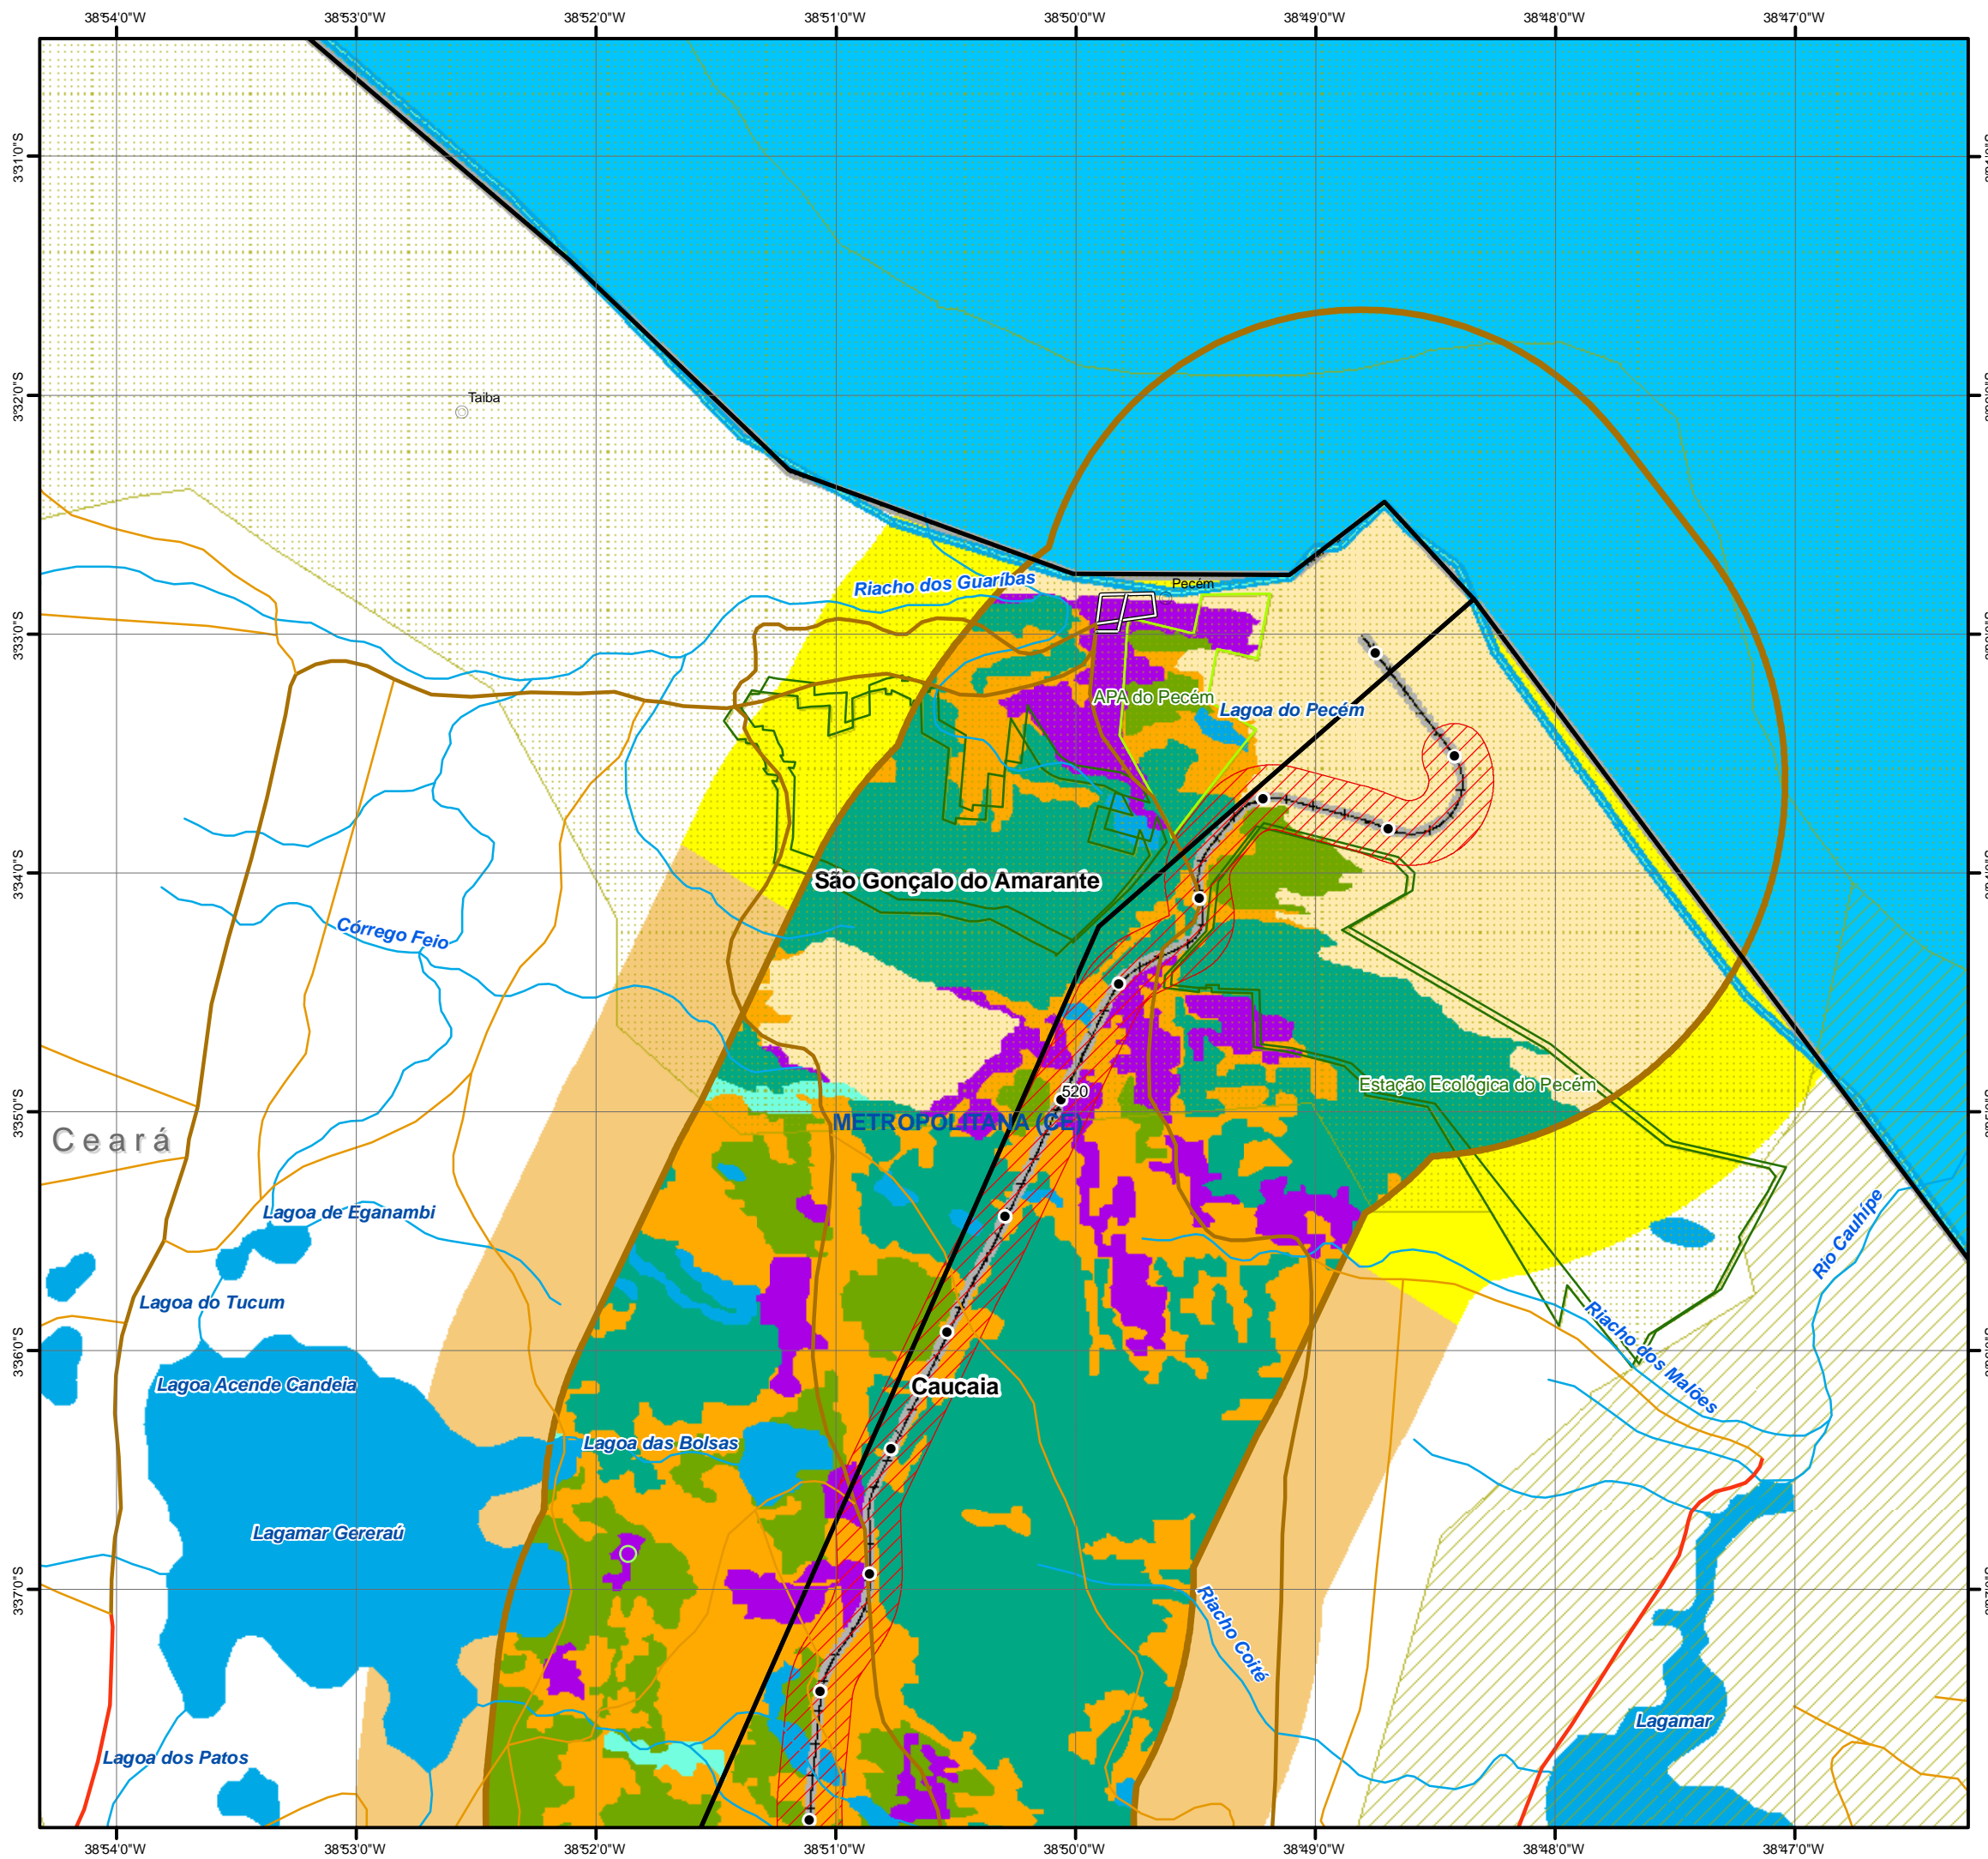 38°54'0"W 38°53'0"W 38°52'0"W 38°51'0"W 38°50'0"W 38°49'0"W 38°48'0"W 38°47'0"W
3°31'0"S
3°32'0"S
Taiba
Riacho dos Guaríbas
Pecém
3°33'0"S
APA do Pecém
Lagoa do Pecém
3°34'0"S
São Gonçalo do Amarante
Córrego Feio
520
Estação Ecológica do Pecém
3°35'0"S
METROPOLITANA (CE)
Ceará
Lagoa de Eganambi
Rio Cauhípe
Lagoa do Tucum
Riacho dos Malões
3°36'0"S
Lagoa Acende Candeia
Caucaia
Lagoa das Bolsas
Lagamar Gereraú
3°37'0"S
Riacho Coité
Lagamar
Lagoa dos Patos
38°54'0"W 38°53'0"W 38°52'0"W 38°51'0"W 38°50'0"W 38°49'0"W 38°48'0"W 38°47'0"W